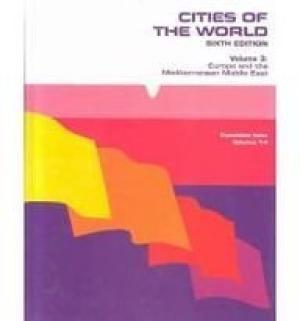 CITIES OF
THE WORLD
SIXTH EDITION
Volume 3:
Europe and the
Mediterranean Middle East
Cumulative Index
Volumes 1-4